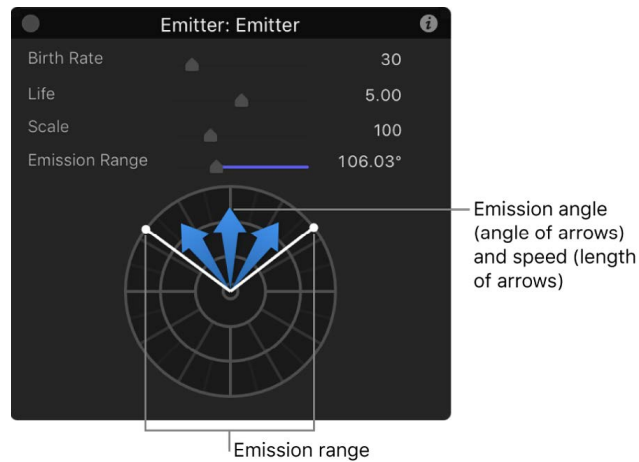 Emitter: Emitter
Birth Rate 30
Life 5.00
Scale 100
Emission Range 106.03°
Emission angle
(angle of arrows)
and speed (length
of arrows)
Emission range